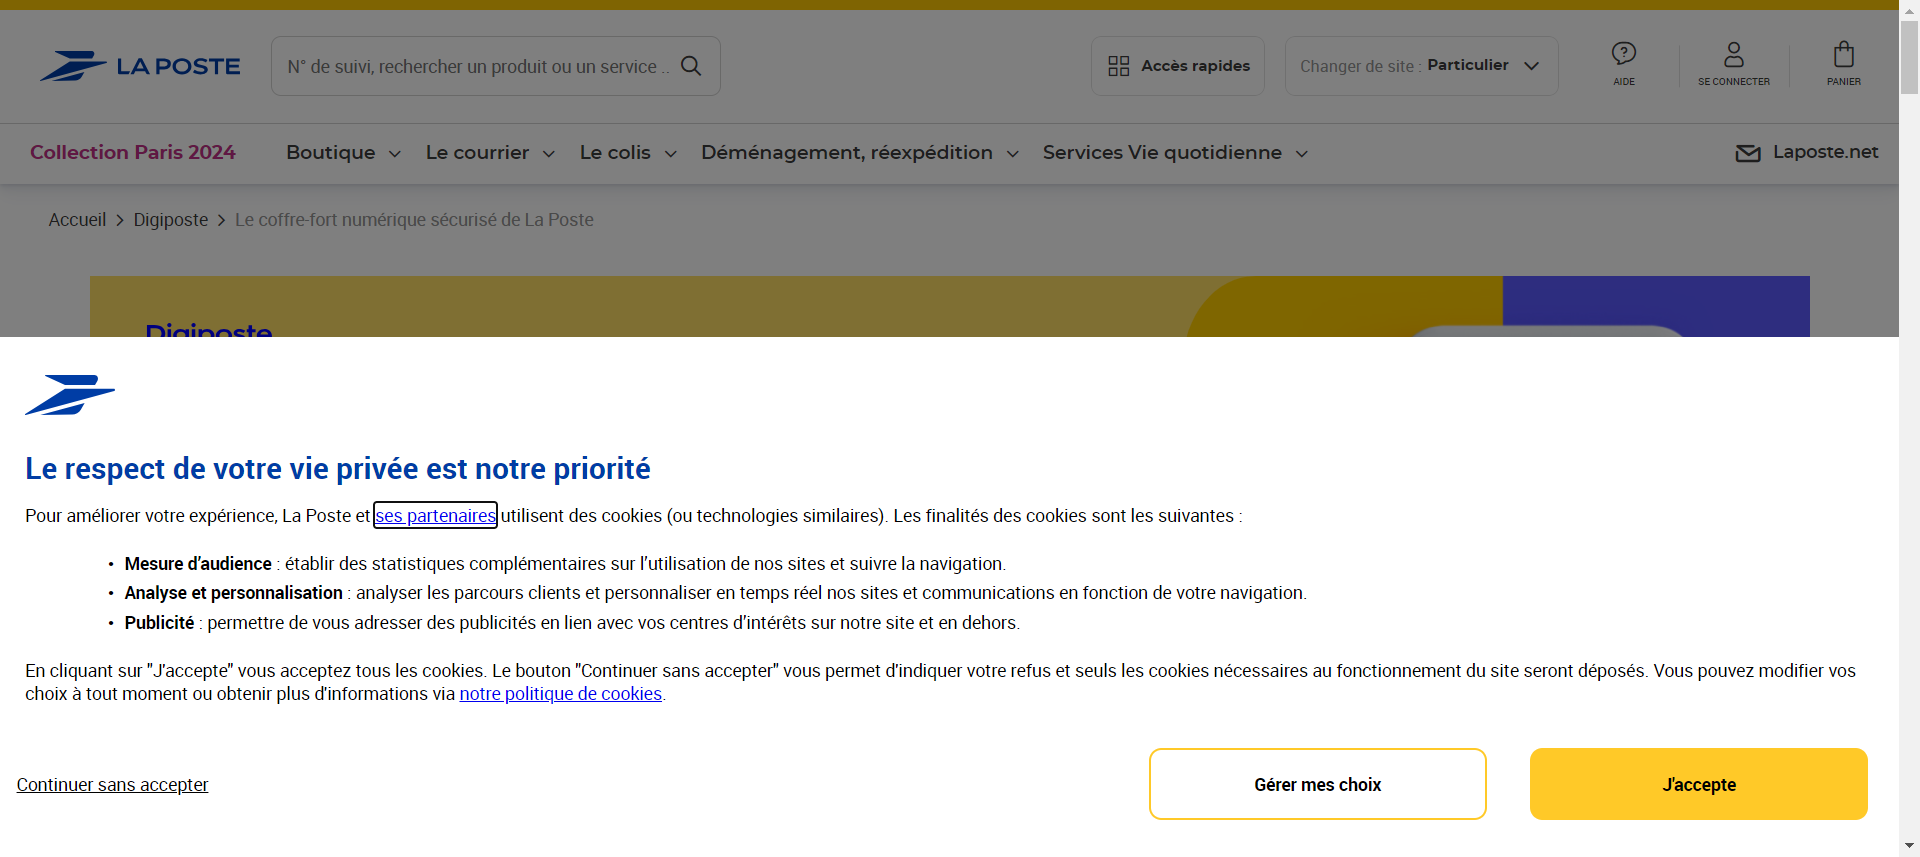 LA POSTE
N° de suivi, rechercher un produit ou un service ..
Accès rapides
Changer de site : Particulier
AIDE
SE CONNECTER
PANIER
Collection Paris 2024
Boutique
Le courrier
Le colis
Déménagement, réexpédition
Services Vie quotidienne
Laposte.net
Accueil > Digiposte > Le coffre-fort numérique sécurisé de La Poste
Digiposte
Le respect de votre vie privée est notre priorité
Pour améliorer votre expérience, La Poste et ses partenaires utilisent des cookies (ou technologies similaires). Les finalités des cookies sont les suivantes :
• Mesure d’audience : établir des statistiques complémentaires sur l’utilisation de nos sites et suivre la navigation.
• Analyse et personnalisation : analyser les parcours clients et personnaliser en temps réel nos sites et communications en fonction de votre navigation.
• Publicité : permettre de vous adresser des publicités en lien avec vos centres d’intérêts sur notre site et en dehors.
En cliquant sur "J'accepte" vous acceptez tous les cookies. Le bouton "Continuer sans accepter" vous permet d'indiquer votre refus et seuls les cookies nécessaires au fonctionnement du site seront déposés. Vous pouvez modifier vos
choix à tout moment ou obtenir plus d'informations via notre politique de cookies.
Continuer sans accepter
Gérer mes choix
J'accepte